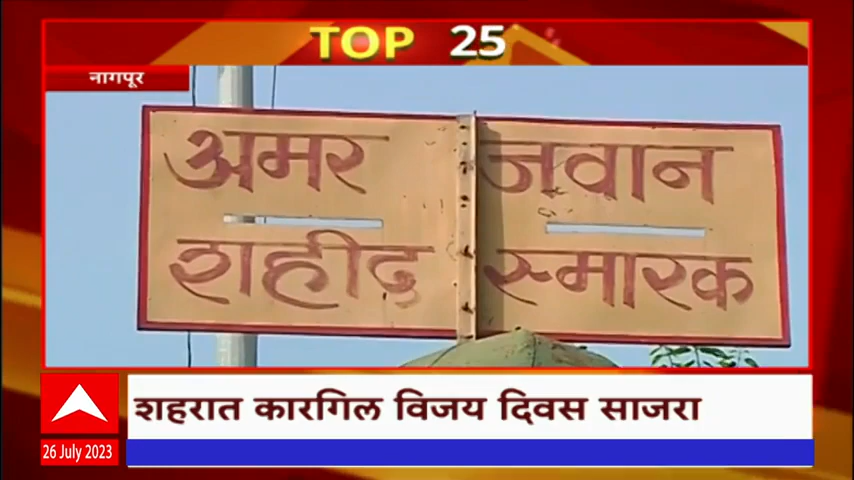 TOP 25
नागपूर
अमर जवान
शहीद स्मारक
शहरात कारगिल विजय दिवस साजरा
26 July 2023